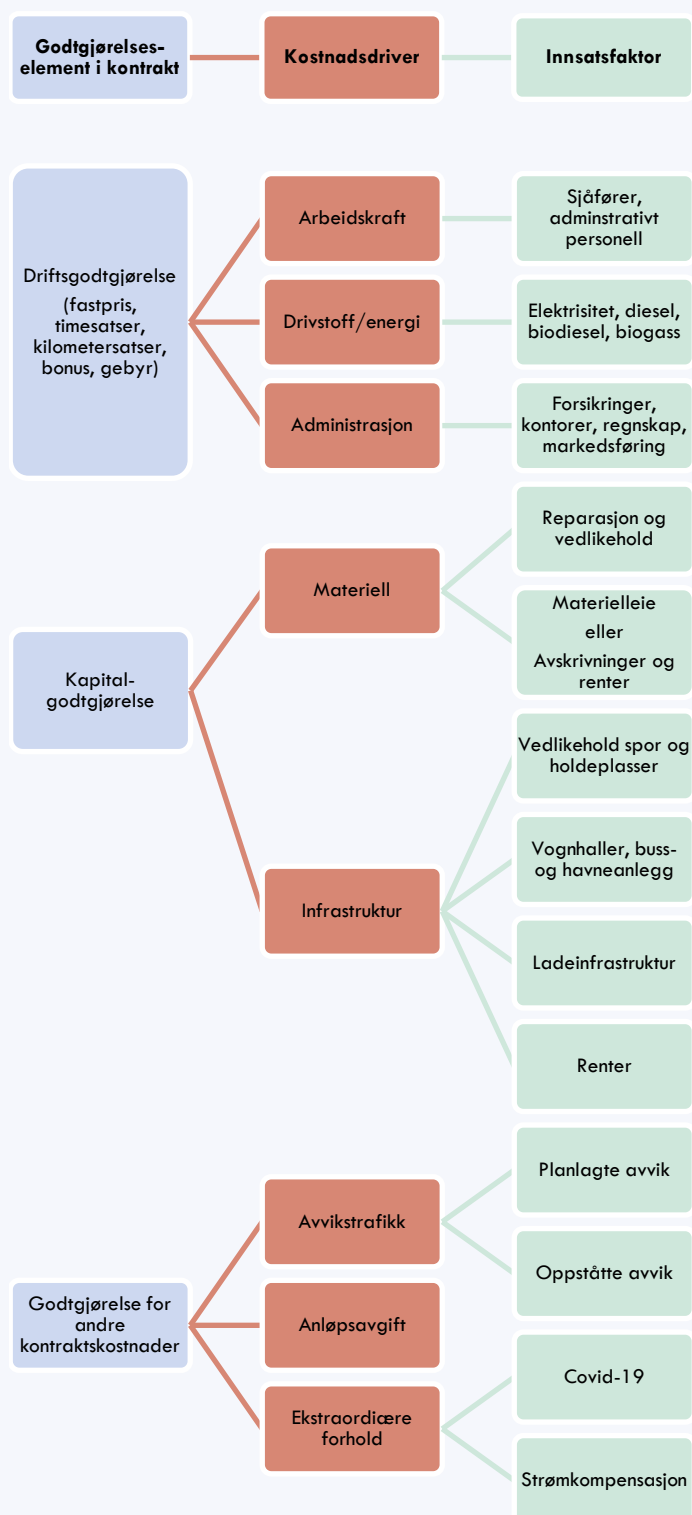 Godtgjørelses-
element i kontrakt
Kostnadsdriver
Innsatsfaktor
Driftsgodtgjørelse
(fastpris,
timesatser,
kilometersatser,
bonus, gebyr)
Arbeidskraft
Sjåfører,
adminstrativt
personell
Drivstoff/energi
Elektrisitet, diesel,
biodiesel, biogass
Administrasjon
Forsikringer,
kontorer, regnskap,
markedsføring
Kapital-
godtgjørelse
Materiell
Reparasjon og
vedlikehold
Materielleie
eller
Avskrivninger og
renter
Infrastruktur
Vedlikehold spor og
holdeplasser
Vognhaller, buss-
og havneanlegg
Ladeinfrastruktur
Renter
Godtgjørelse for
andre
kontraktskostnader
Avvikstrafikk
Planlagte avvik
Oppståtte avvik
Anløpsavgift
Ekstraordiære
forhold
Covid-19
Strømkompensasjon